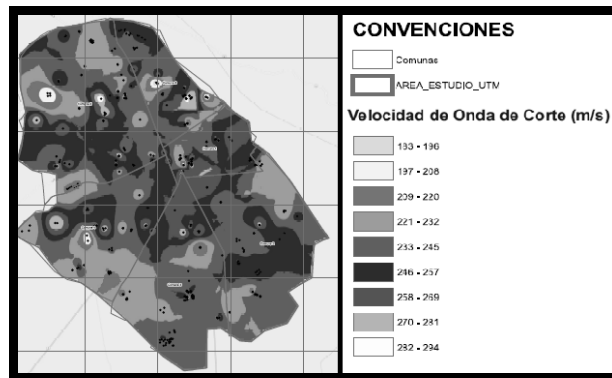 CONVENCIONES
Comunas
AREA_ESTUDIO_UTM
Velocidad de Onda de Corte (m/s)
183 - 196
197 - 208
209 - 220
221 - 232
233 - 245
246 - 257
258 - 269
270 - 281
282 - 294